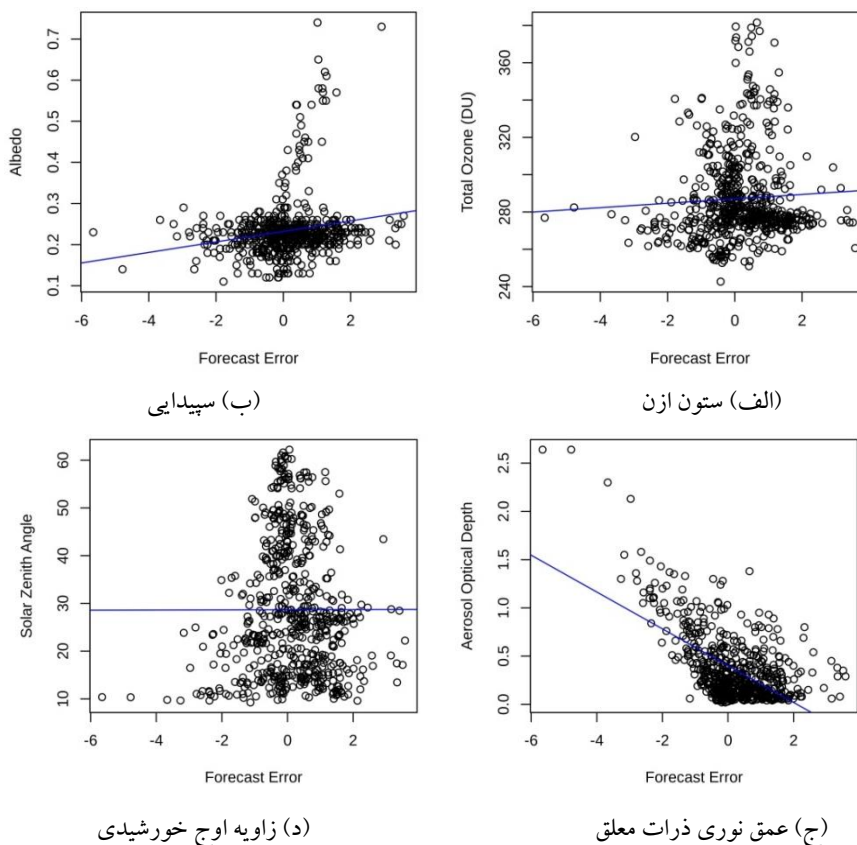 360
320
280
240
Total Ozone (DU)
-6 -4 -2 0 2
Forecast Error
(الف) ستون ازن
0.7
0.6
0.5
0.4
0.3
0.2
0.1
Albedo
-6 -4 -2 0 2
Forecast Error
(ب) سپیدایی
2.5
2.0
1.5
1.0
0.5
0.0
Aerosol Optical Depth
-6 -4 -2 0 2
Forecast Error
(ج) عمق نوری ذرات معلق
60
50
40
30
20
10
Solar Zenith Angle
-6 -4 -2 0 2
Forecast Error
(د) زاویه اوج خورشیدی